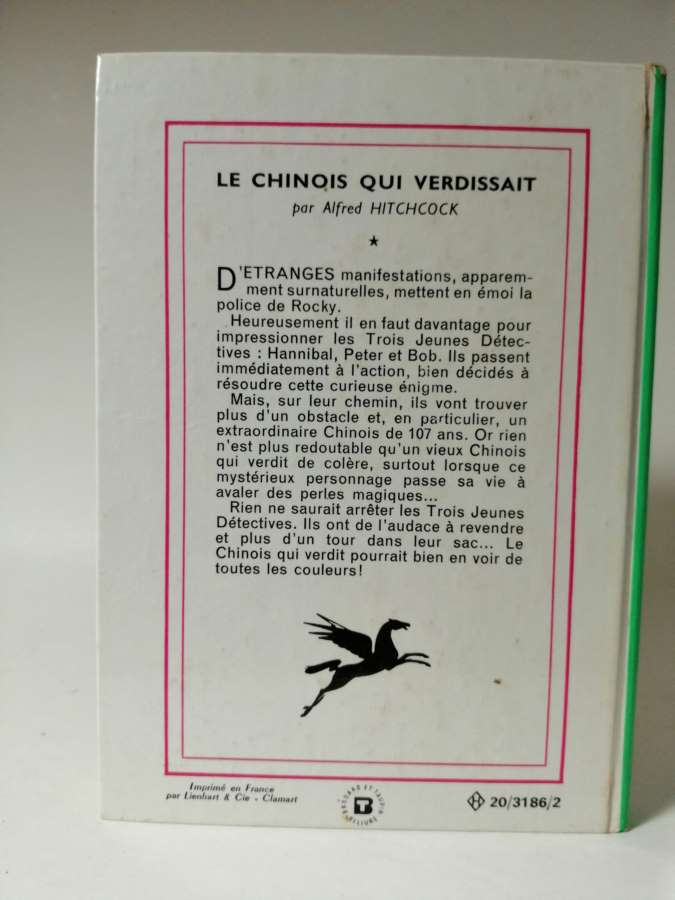 LE CHINOIS QUI VERDISSAIT
par Alfred HITCHCOCK
D'ETRANGES manifestations, apparem-
ment surnaturelles, mettent en émoi la
police de Rocky.
Heureusement il en faut davantage pour
impressionner les Trois Jeunes Détec-
tives : Hannibal, Peter et Bob. Ils passent
immédiatement à l'action, bien décidés à
résoudre cette curieuse énigme.
Mais, sur leur chemin, ils vont trouver
plus d'un obstacle et, en particulier, un
extraordinaire Chinois de 107 ans. Or rien
n'est plus redoutable qu'un vieux Chinois
qui verdit de colère, surtout lorsque ce
mystérieux personnage passe sa vie à
avaler des perles magiques...
Rien ne saurait arrêter les Trois Jeunes
Détectives. Ils ont de l'audace à revendre
et plus d'un tour dans leur sac... Le
Chinois qui verdit pourrait bien en voir de
toutes les couleurs!
Imprimé en France
par Lienhart & Cie - Clamart
BRODARD ET TAUPIN
RELIURE
BT
H 20/3186/2